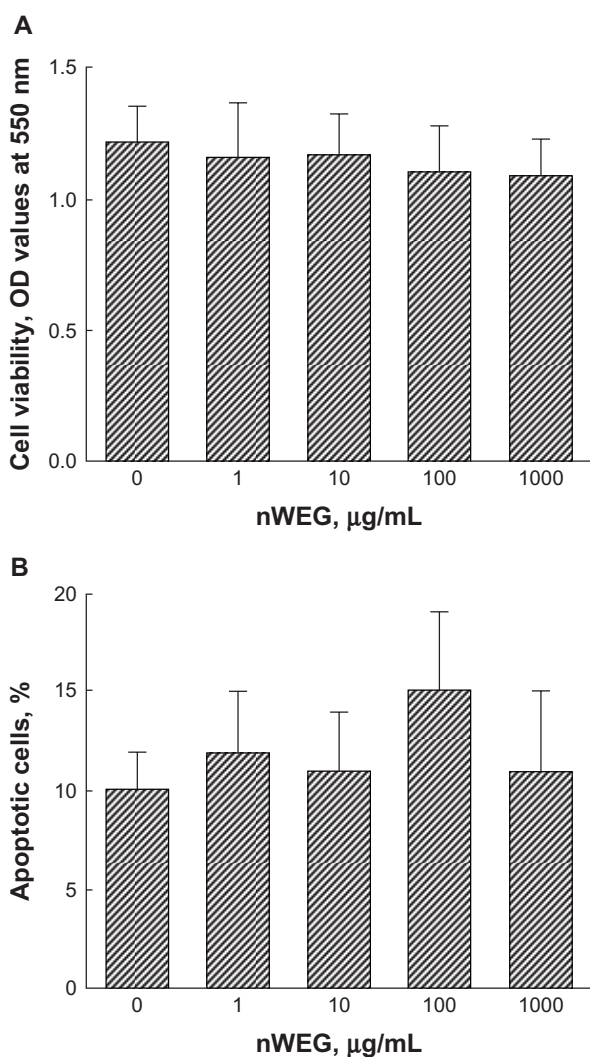 A
Cell viability, OD values at 550 nm
1.5
1.0
0.5
0.0
0 1 10 100 1000
nWEG, μg/mL
B
Apoptotic cells, %
20
15
10
5
0
0 1 10 100 1000
nWEG, μg/mL